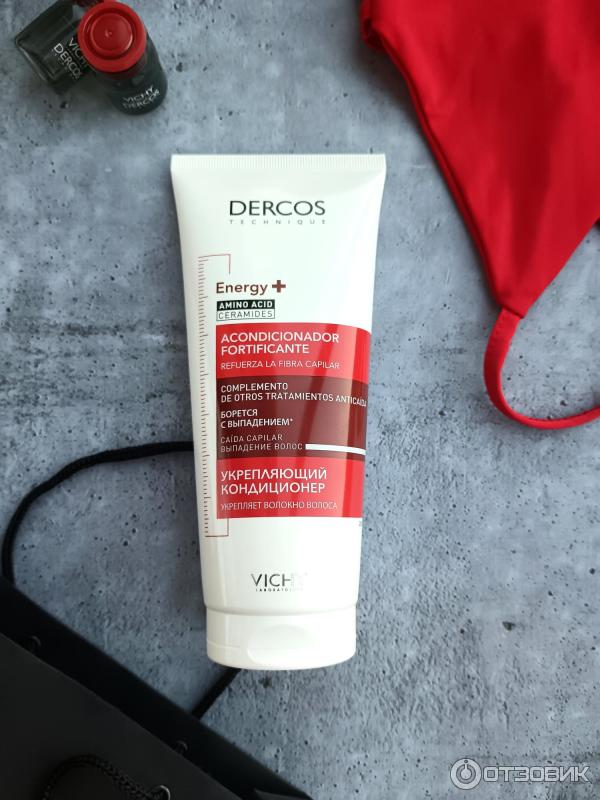 VICHY
DERCOS
VICHY
DERCOS
DERCOS
TECHNIQUE
Energy+
AMINO ACID
CERAMIDES
ACONDICIONADOR
FORTIFICANTE
REFUERZA LA FIBRA CAPILAR
COMPLEMENTO
DE OTROS TRATAMIENTOS ANTICAÍDA
БОРЕТСЯ
С ВЫПАДЕНИЕМ*
CAÍDA CAPILAR
ВЫПАДЕНИЕ ВОЛОС
УКРЕПЛЯЮЩИЙ
КОНДИЦИОНЕР
УКРЕПЛЯЕТ ВОЛОКНО ВОЛОСА
VICHY
LABORATOIRES
ОТЗОВИК